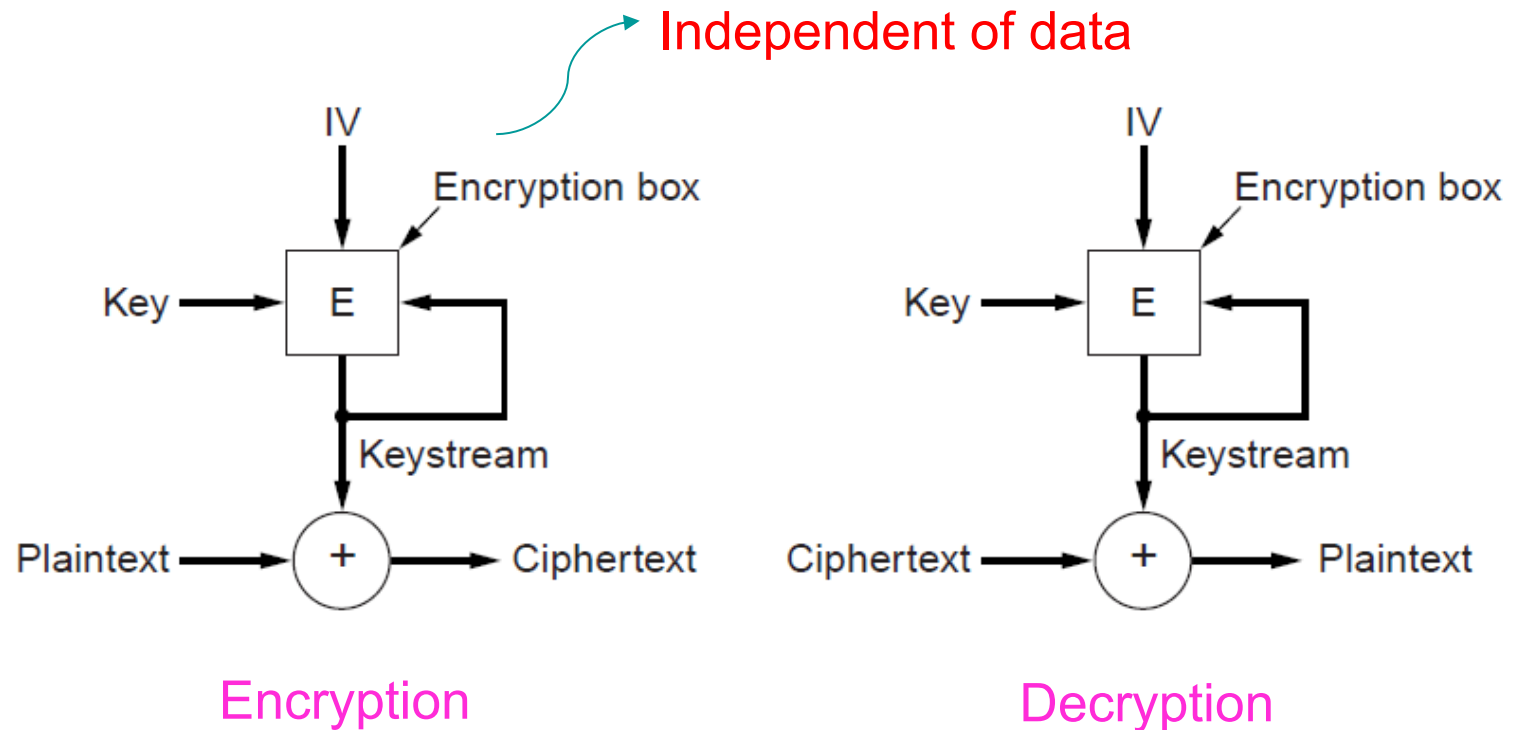 Independent of data
IV
Encryption box
Key
E
Keystream
Plaintext
+
Ciphertext
Encryption
IV
Encryption box
Key
E
Keystream
Ciphertext
+
Plaintext
Decryption